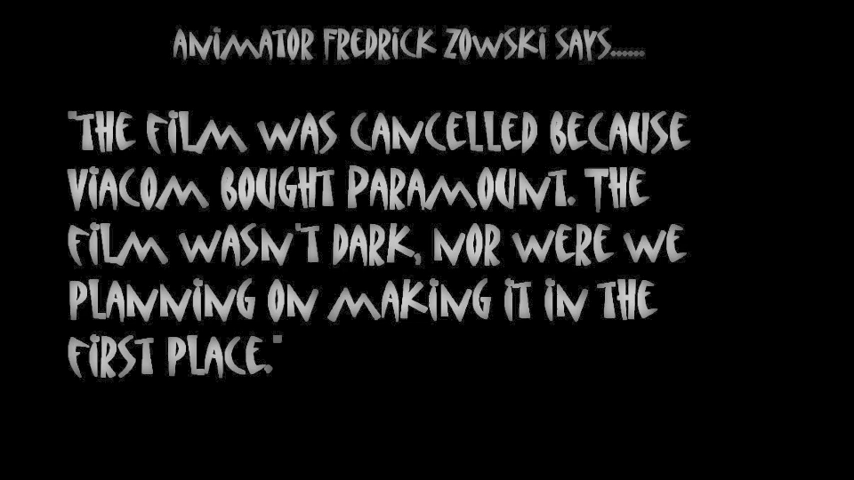 ANIMATOR FREDRICK ZOWSKI SAYS......
"THE FILM WAS CANCELLED BECAUSE
VIACOM BOUGHT PARAMOUNT. THE
FILM WASN'T DARK, NOR WERE WE
PLANNING ON MAKING IT IN THE
FIRST PLACE."